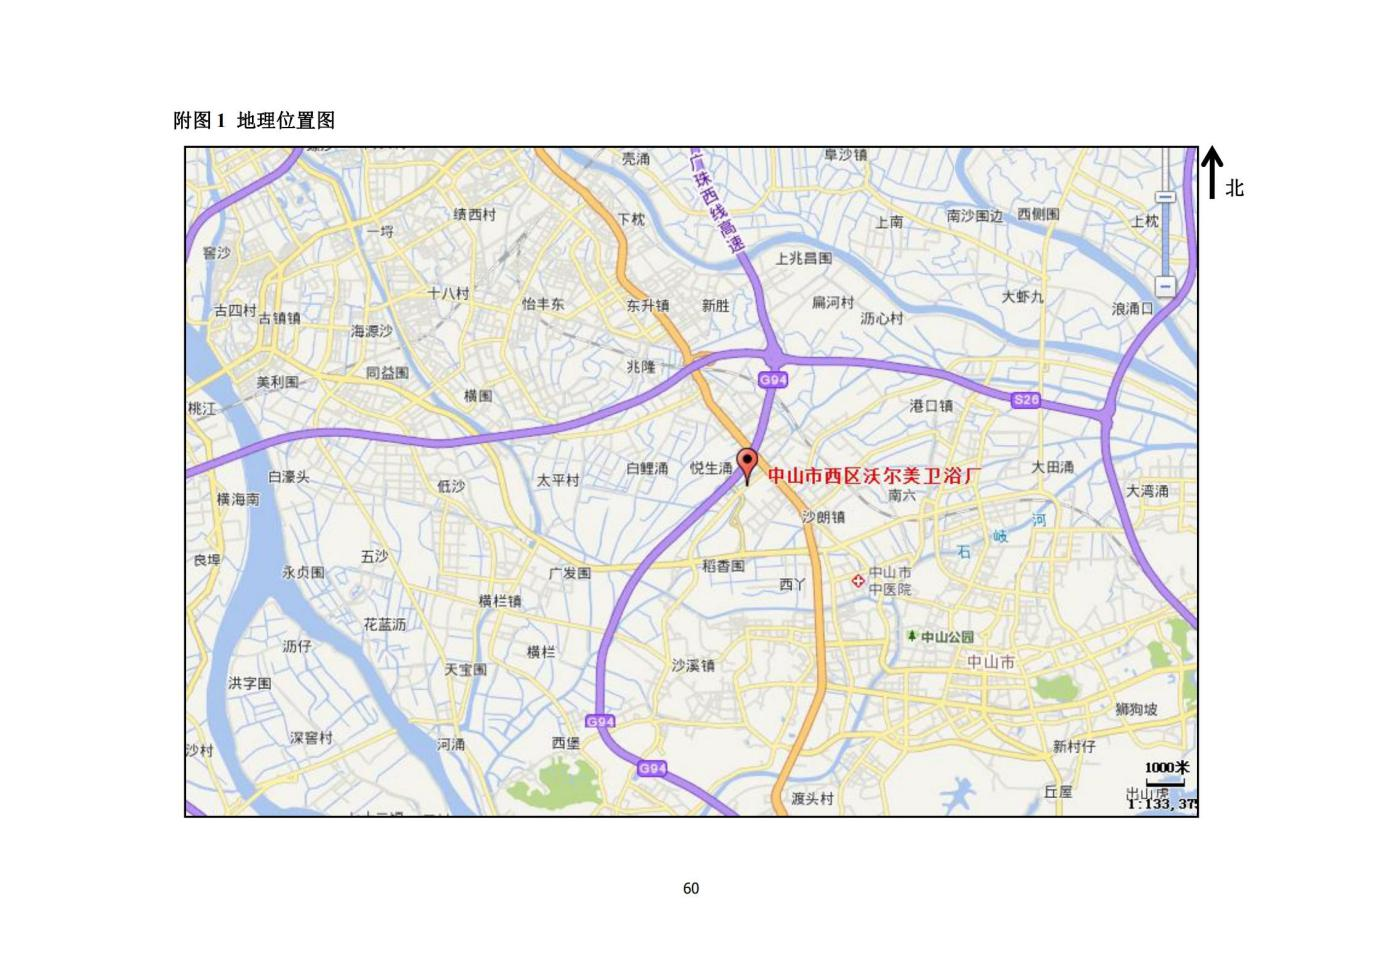 附图1 地理位置图
北
壳涌
阜沙镇
广珠西线高速
绩西村
下枕
上南
南沙围边
西侧围
上枕
一埒
窖沙
上兆昌围
十八村
怡丰东
东升镇
新胜
扁河村
大虾九
浪涌口
古四村
古镇镇
海源沙
沥心村
兆隆
G94
同益围
美利围
横围
港口镇
S26
桃江
白濠头
低沙
太平村
白鲤涌
悦生涌
中山市西区沃尔美卫浴厂
大田涌
横海南
南六
大湾涌
沙朗镇
石岐河
良埠
五沙
永贞围
广发围
稻香围
西丫
中山市
中医院
横栏镇
花蓝沥
沥仔
横栏
中山公园
沙溪镇
中山市
天宝围
洪字围
狮狗坡
G94
沙村
深窖村
河涌
西堡
新村仔
G94
1000米
渡头村
丘屋
出山虎
1:133,375
60